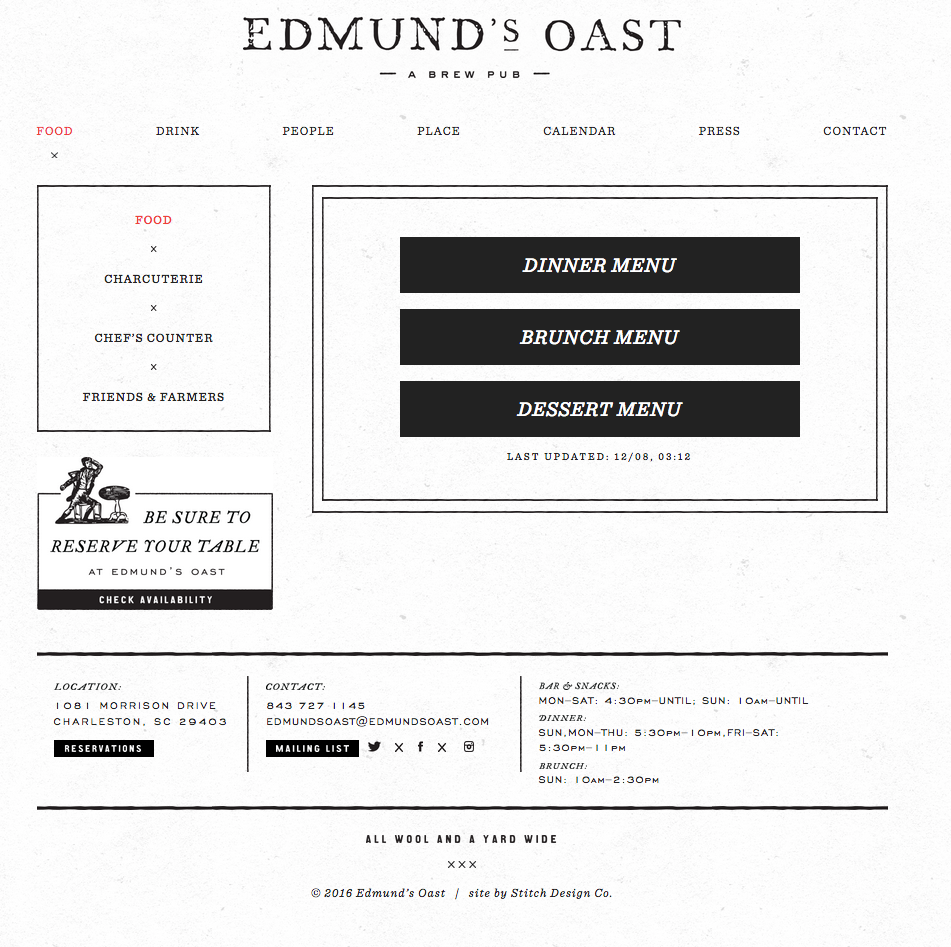 EDMUND'S OAST
— A BREW PUB —
FOOD DRINK PEOPLE PLACE CALENDAR PRESS CONTACT
x
FOOD
x
CHARCUTERIE
x
CHEF'S COUNTER
x
FRIENDS & FARMERS
DINNER MENU
BRUNCH MENU
DESSERT MENU
LAST UPDATED: 12/08, 03:12
BE SURE TO
RESERVE YOUR TABLE
AT EDMUND'S OAST
CHECK AVAILABILITY
LOCATION:
1081 MORRISON DRIVE
CHARLESTON, SC 29403
RESERVATIONS
CONTACT:
843 727 1145
EDMUNDSOAST@EDMUNDSOAST.COM
MAILING LIST x f x
BAR & SNACKS:
MON–SAT: 4:30PM–UNTIL; SUN: 10AM–UNTIL
DINNER:
SUN,MON–THU: 5:30PM–10PM,FRI–SAT:
5:30PM–11PM
BRUNCH:
SUN: 10AM–2:30PM
ALL WOOL AND A YARD WIDE
XXX
© 2016 Edmund's Oast / site by Stitch Design Co.